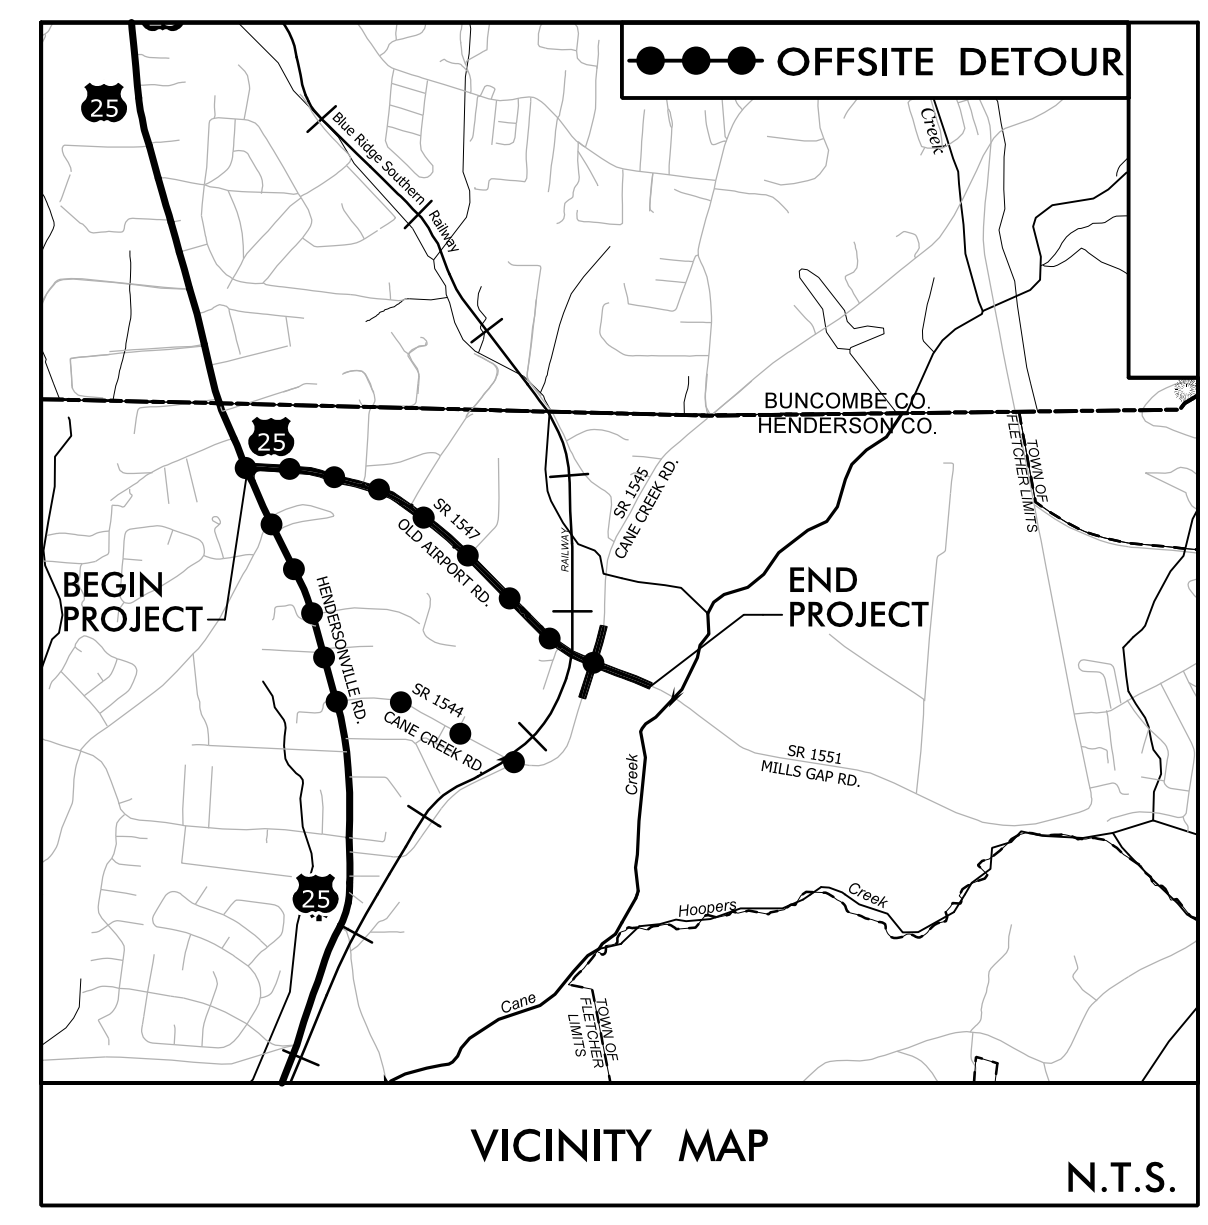 OFFSITE DETOUR
25
Creek
Blue Ridge Southern
Railway
BUNCOMBE CO.
HENDERSON CO.
25
TOWN OF
FLETCHER LIMITS
SR 1545
CANE CREEK RD.
SR 1547
OLD AIRPORT RD.
RAILWAY
BEGIN
PROJECT
END
PROJECT
HENDERSONVILLE RD.
SR 1544
CANE CREEK RD.
SR 1551
MILLS GAP RD.
Creek
25
Hoopers
Creek
Cane
TOWN OF
FLETCHER
LIMITS
VICINITY MAP
N.T.S.